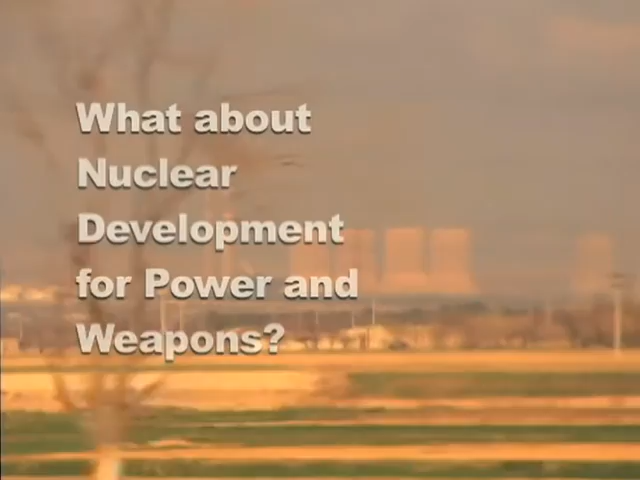 What about
Nuclear
Development
for Power and
Weapons?